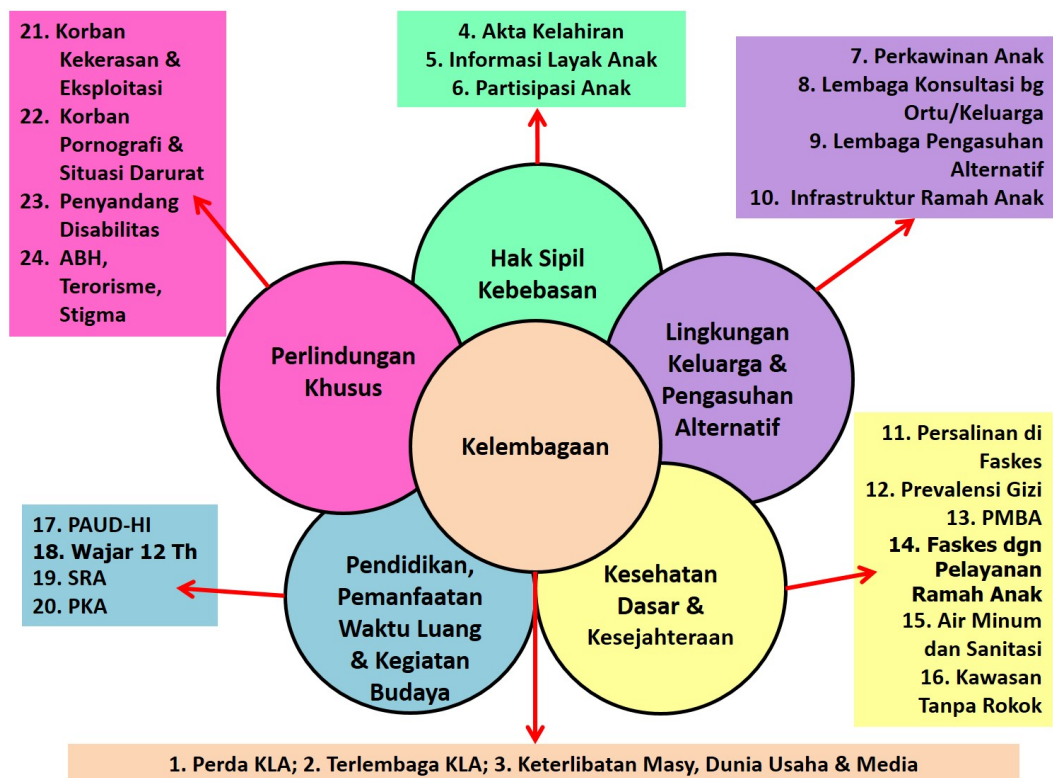 21. Korban
Kekerasan &
Eksploitasi
22. Korban
Pornografi &
Situasi Darurat
23. Penyandang
Disabilitas
24. ABH,
Terorisme,
Stigma
4. Akta Kelahiran
5. Informasi Layak Anak
6. Partisipasi Anak
7. Perkawinan Anak
8. Lembaga Konsultasi bg
Ortu/Keluarga
9. Lembaga Pengasuhan
Alternatif
10. Infrastruktur Ramah Anak
Hak Sipil
Kebebasan
Perlindungan
Khusus
Lingkungan
Keluarga &
Pengasuhan
Alternatif
Kelembagaan
11. Persalinan di
Faskes
12. Prevalensi Gizi
13. PMBA
14. Faskes dgn
Pelayanan
Ramah Anak
15. Air Minum
dan Sanitasi
16. Kawasan
Tanpa Rokok
17. PAUD-HI
18. Wajar 12 Th
19. SRA
20. PKA
Pendidikan,
Pemanfaatan
Waktu Luang
& Kegiatan
Budaya
Kesehatan
Dasar &
Kesejahteraan
1. Perda KLA; 2. Terlembaga KLA; 3. Keterlibatan Masy, Dunia Usaha & Media